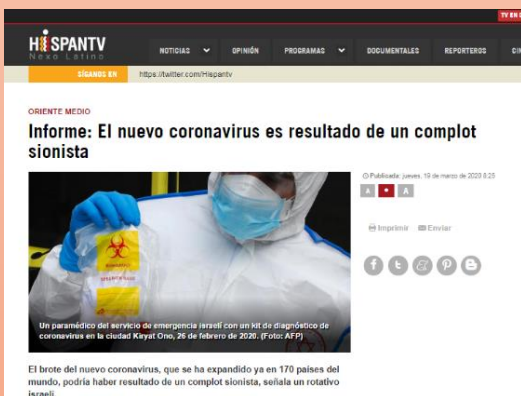 TV EN
HISPANTV
Nexo Latino
NOTICIAS
OPINIÓN
PROGRAMAS
DOCUMENTALES
REPORTEROS
SÍGANOS EN
https://twitter.com/Hispantv
ORIENTE MEDIO
Informe: El nuevo coronavirus es resultado de un complot
sionista
Publicada: jueves, 19 de marzo de 2020 8:25
A
A
Imprimir
Enviar
Un paramédico del servicio de emergencia israelí con un kit de diagnóstico de
coronavirus en la ciudad Kiryat Ono, 26 de febrero de 2020. (Foto: AFP)
El brote del nuevo coronavirus, que se ha expandido ya en 170 países del
mundo, podría haber resultado de un complot sionista, señala un rotativo
israelí.